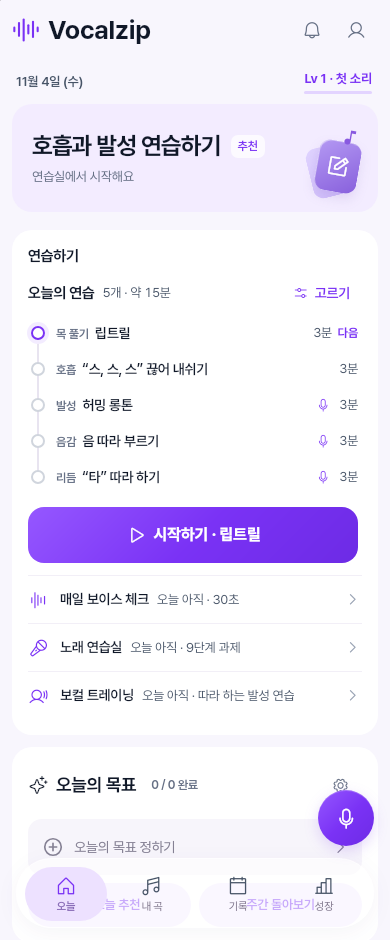 Vocalzip
11월 4일 (수)
Lv 1 · 첫 소리
호흡과 발성 연습하기 추천
연습실에서 시작해요
연습하기
오늘의 연습 5개 · 약 15분 고르기
목 풀기 립트릴 3분 다음
호흡 “스, 스, 스” 끊어 내쉬기 3분
발성 허밍 롱톤 3분
음감 음 따라 부르기 3분
리듬 “타” 따라 하기 3분
시작하기 · 립트릴
매일 보이스 체크 오늘 아직 · 30초
노래 연습실 오늘 아직 · 9단계 과제
보컬 트레이닝 오늘 아직 · 따라 하는 발성 연습
오늘의 목표 0 / 0 완료
오늘의 목표 정하기
늘 추천 주간 돌아보기
오늘 내 곡 기록 성장